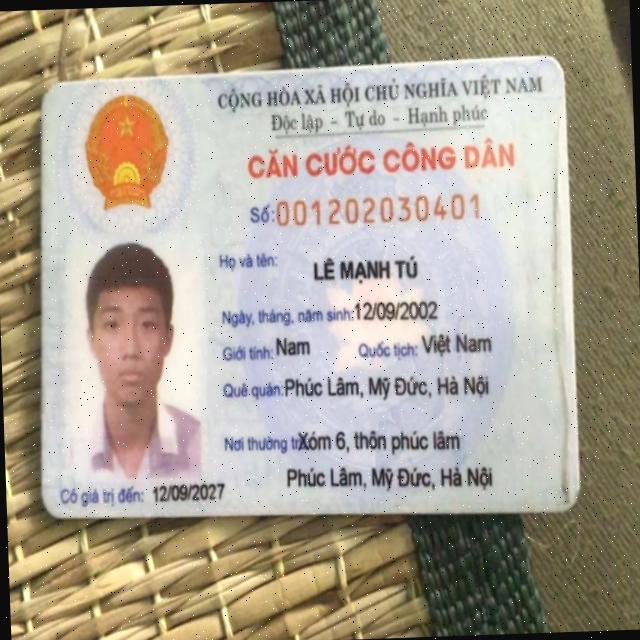 CỘNG HÒA XÃ HỘI CHỦ NGHĨA VIỆT NAM
Độc lập - Tự do - Hạnh phúc
CĂN CƯỚC CÔNG DÂN
Số: 001202030401
Họ và tên: LÊ MẠNH TÚ
Ngày, tháng, năm sinh: 12/09/2002
Giới tính: Nam Quốc tịch: Việt Nam
Quê quán: Phúc Lâm, Mỹ Đức, Hà Nội
Nơi thường trú: Xóm 6, thôn phúc lâm
Phúc Lâm, Mỹ Đức, Hà Nội
Có giá trị đến: 12/09/2027